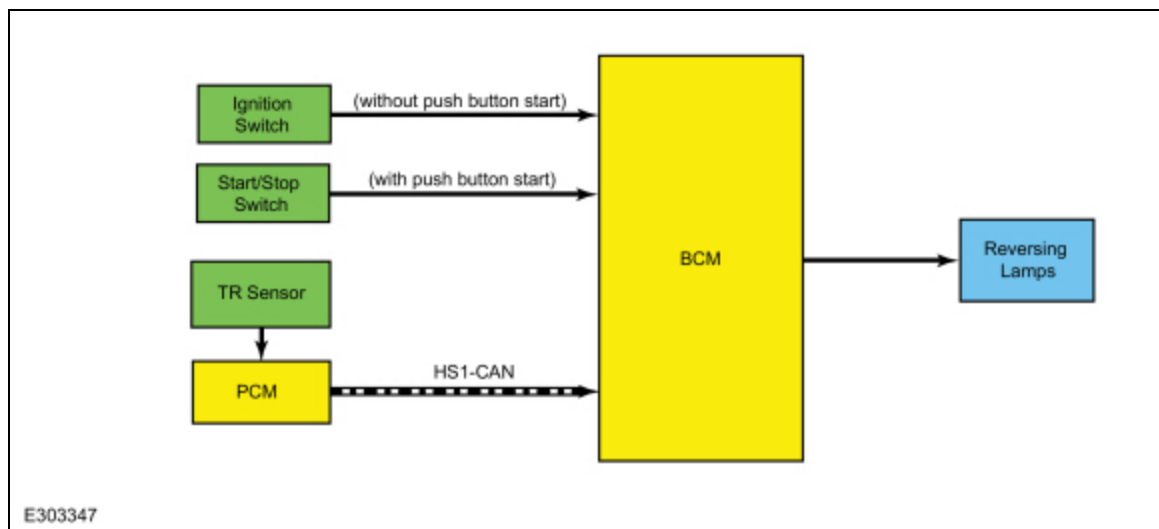 Ignition
Switch
(without push button start)
Start/Stop
Switch
(with push button start)
TR Sensor
BCM
Reversing
Lamps
PCM
HS1-CAN
E303347